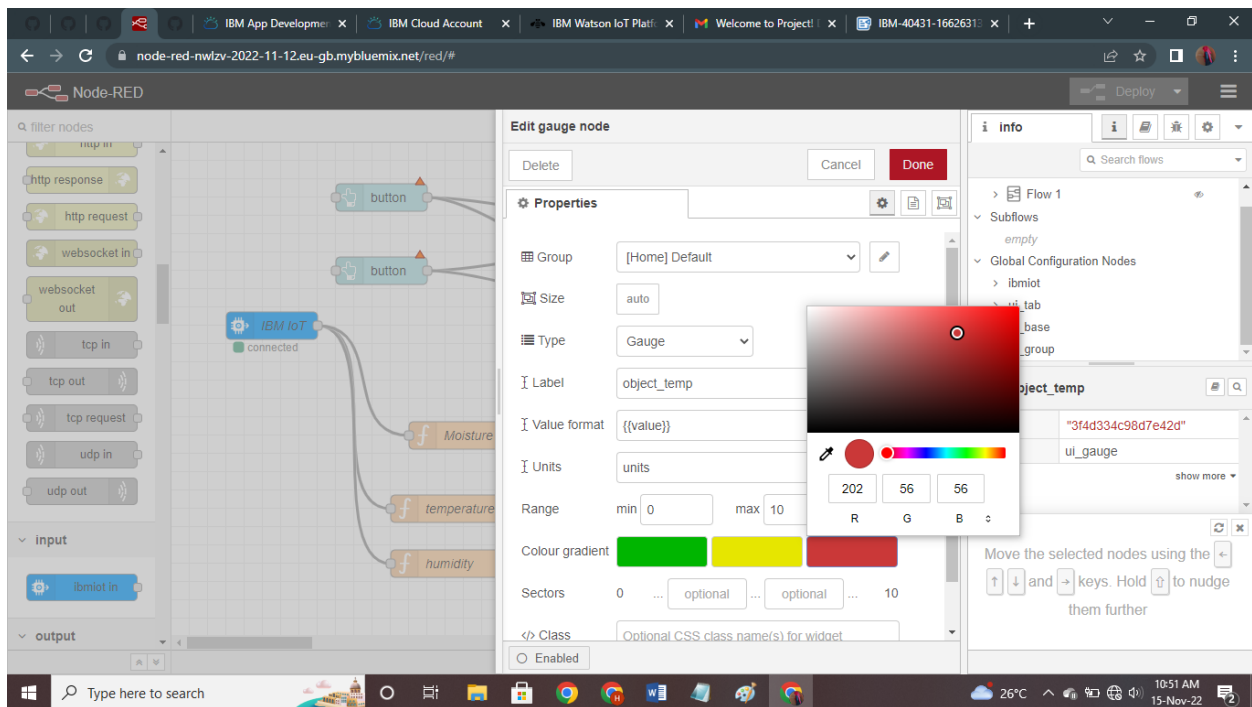 IBM App Developmen
IBM Cloud Account
IBM Watson IoT Platfo
Welcome to Project!
IBM-40431-16626313
node-red-nwlzv-2022-11-12.eu-gb.mybluemix.net/red/#
Node-RED
Deploy
filter nodes
http in
http response
http request
websocket in
websocket
out
tcp in
tcp out
tcp request
udp in
udp out
input
ibmiot in
output
button
button
IBM IoT
connected
Moisture
temperature
humidity
Edit gauge node
Delete
Cancel
Done
Properties
Group
[Home] Default
Size
auto
Type
Gauge
Label
object_temp
Value format
{{value}}
Units
units
Range
min 0
max 10
Colour gradient
Sectors
0 ... optional ... optional ... 10
</> Class
Optional CSS class name(s) for widget
Enabled
202 56 56
R G B
i info
i
Search flows
Flow 1
Subflows
empty
Global Configuration Nodes
ibmiot
ui_tab
_base
_group
bject_temp
"3f4d334c98d7e42d"
ui_gauge
show more
Move the selected nodes using the ←
↑ ↓ and → keys. Hold ⇧ to nudge
them further
Type here to search
26°C
10:51 AM
15-Nov-22
2